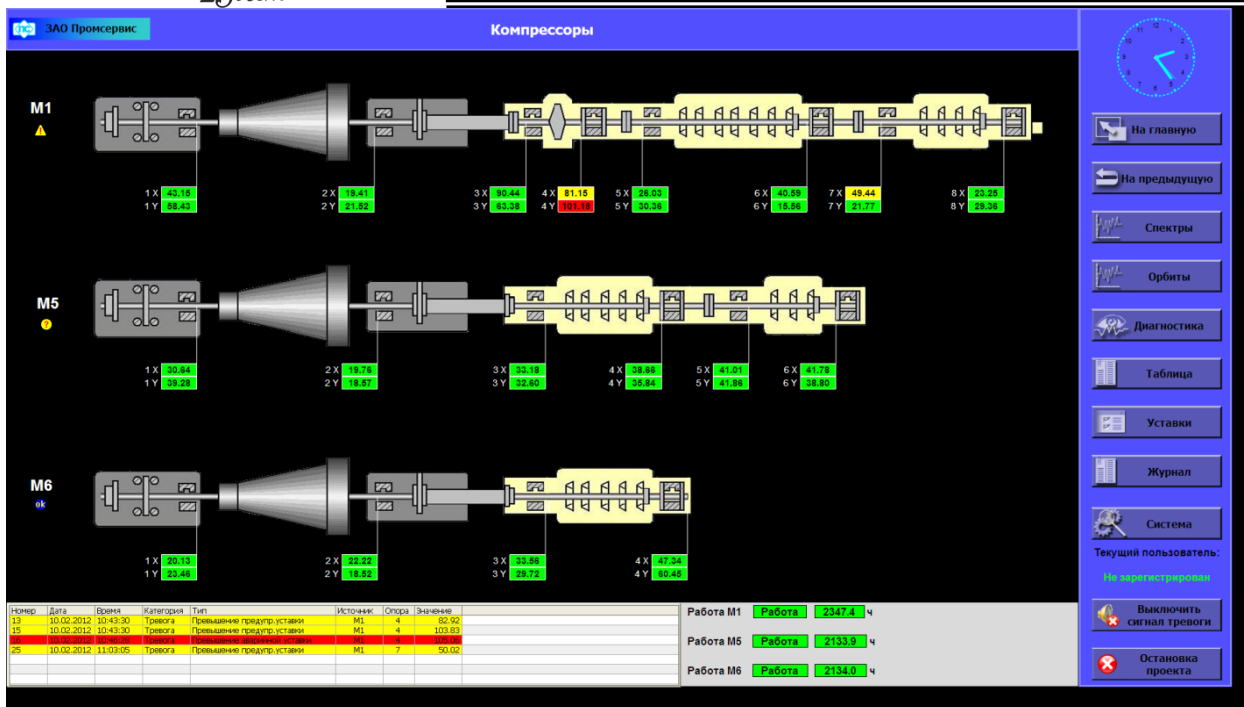 ЗАО Промсервис
Компрессоры
М1
1 X 43.15 2 X 19.41 3 X 90.44 4 X 81.15 5 X 26.03 6 X 40.59 7 X 49.44 8 X 23.25
1 Y 58.43 2 Y 21.52 3 Y 63.38 4 Y 101.18 5 Y 30.36 6 Y 15.56 7 Y 21.77 8 Y 29.36
М5
?
1 X 30.64 2 X 19.76 3 X 33.18 4 X 38.66 5 X 41.01 6 X 41.78
1 Y 39.28 2 Y 18.57 3 Y 32.60 4 Y 35.84 5 Y 41.86 6 Y 38.80
М6
ok
1 X 20.13 2 X 22.22 3 X 33.56 4 X 47.34
1 Y 23.46 2 Y 18.52 3 Y 29.72 4 Y 60.45
Номер Дата Время Категория Тип Источник Опора Значение
13 10.02.2012 10:43:30 Тревога Превышение предупр.уставки М1 4 82.92
15 10.02.2012 10:43:30 Тревога Превышение предупр.уставки М1 4 103.83
16 10.02.2012 10:46:28 Тревога Превышение аварийной уставки М1 4 105.06
25 10.02.2012 11:03:05 Тревога Превышение предупр.уставки М1 7 50.02
Работа М1 Работа 2347.4 ч
Работа М5 Работа 2133.9 ч
Работа М6 Работа 2134.0 ч
На главную
На предыдущую
Спектры
Орбиты
Диагностика
Таблица
Уставки
Журнал
Система
Текущий пользователь:
Не зарегистрирован
Выключить
сигнал тревоги
Остановка
проекта